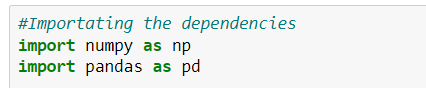 #Importating the dependencies
import numpy as np
import pandas as pd